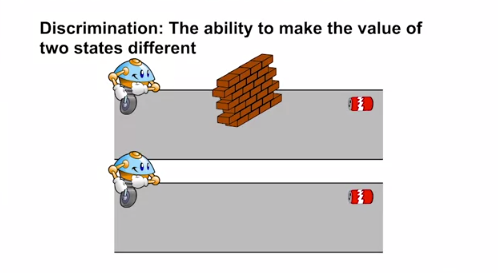 Discrimination: The ability to make the value of
two states different